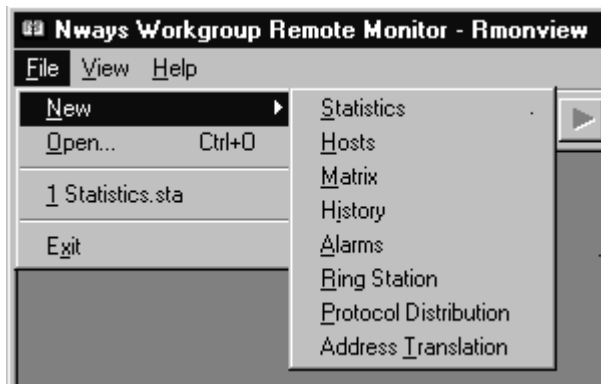 Nways Workgroup Remote Monitor - Rmonview
File View Help
New
Open... Ctrl+O
1 Statistics.sta
Exit
Statistics
Hosts
Matrix
History
Alarms
Ring Station
Protocol Distribution
Address Translation